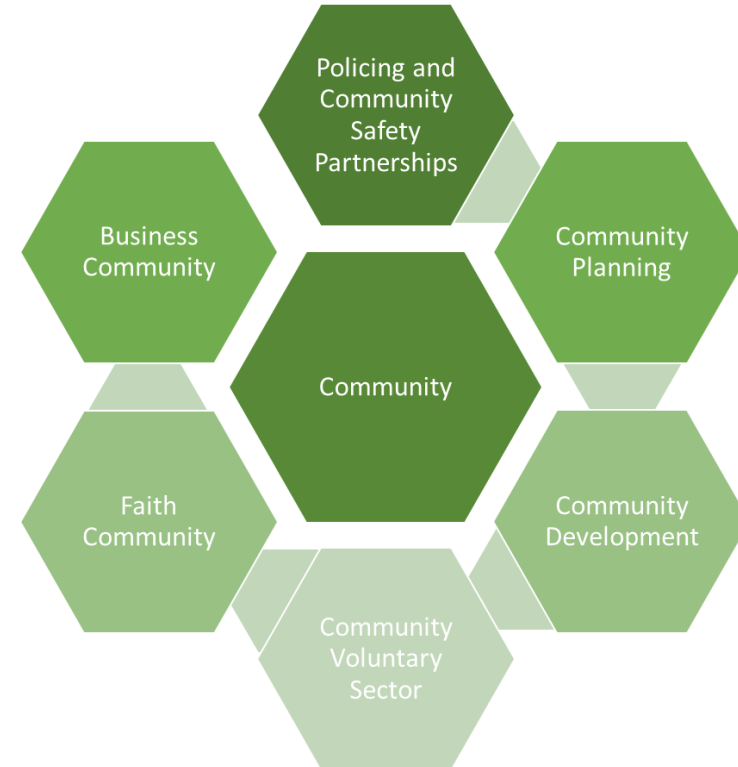 Policing and
Community
Safety
Partnerships
Business
Community
Community
Planning
Community
Faith
Community
Community
Development
Community
Voluntary
Sector